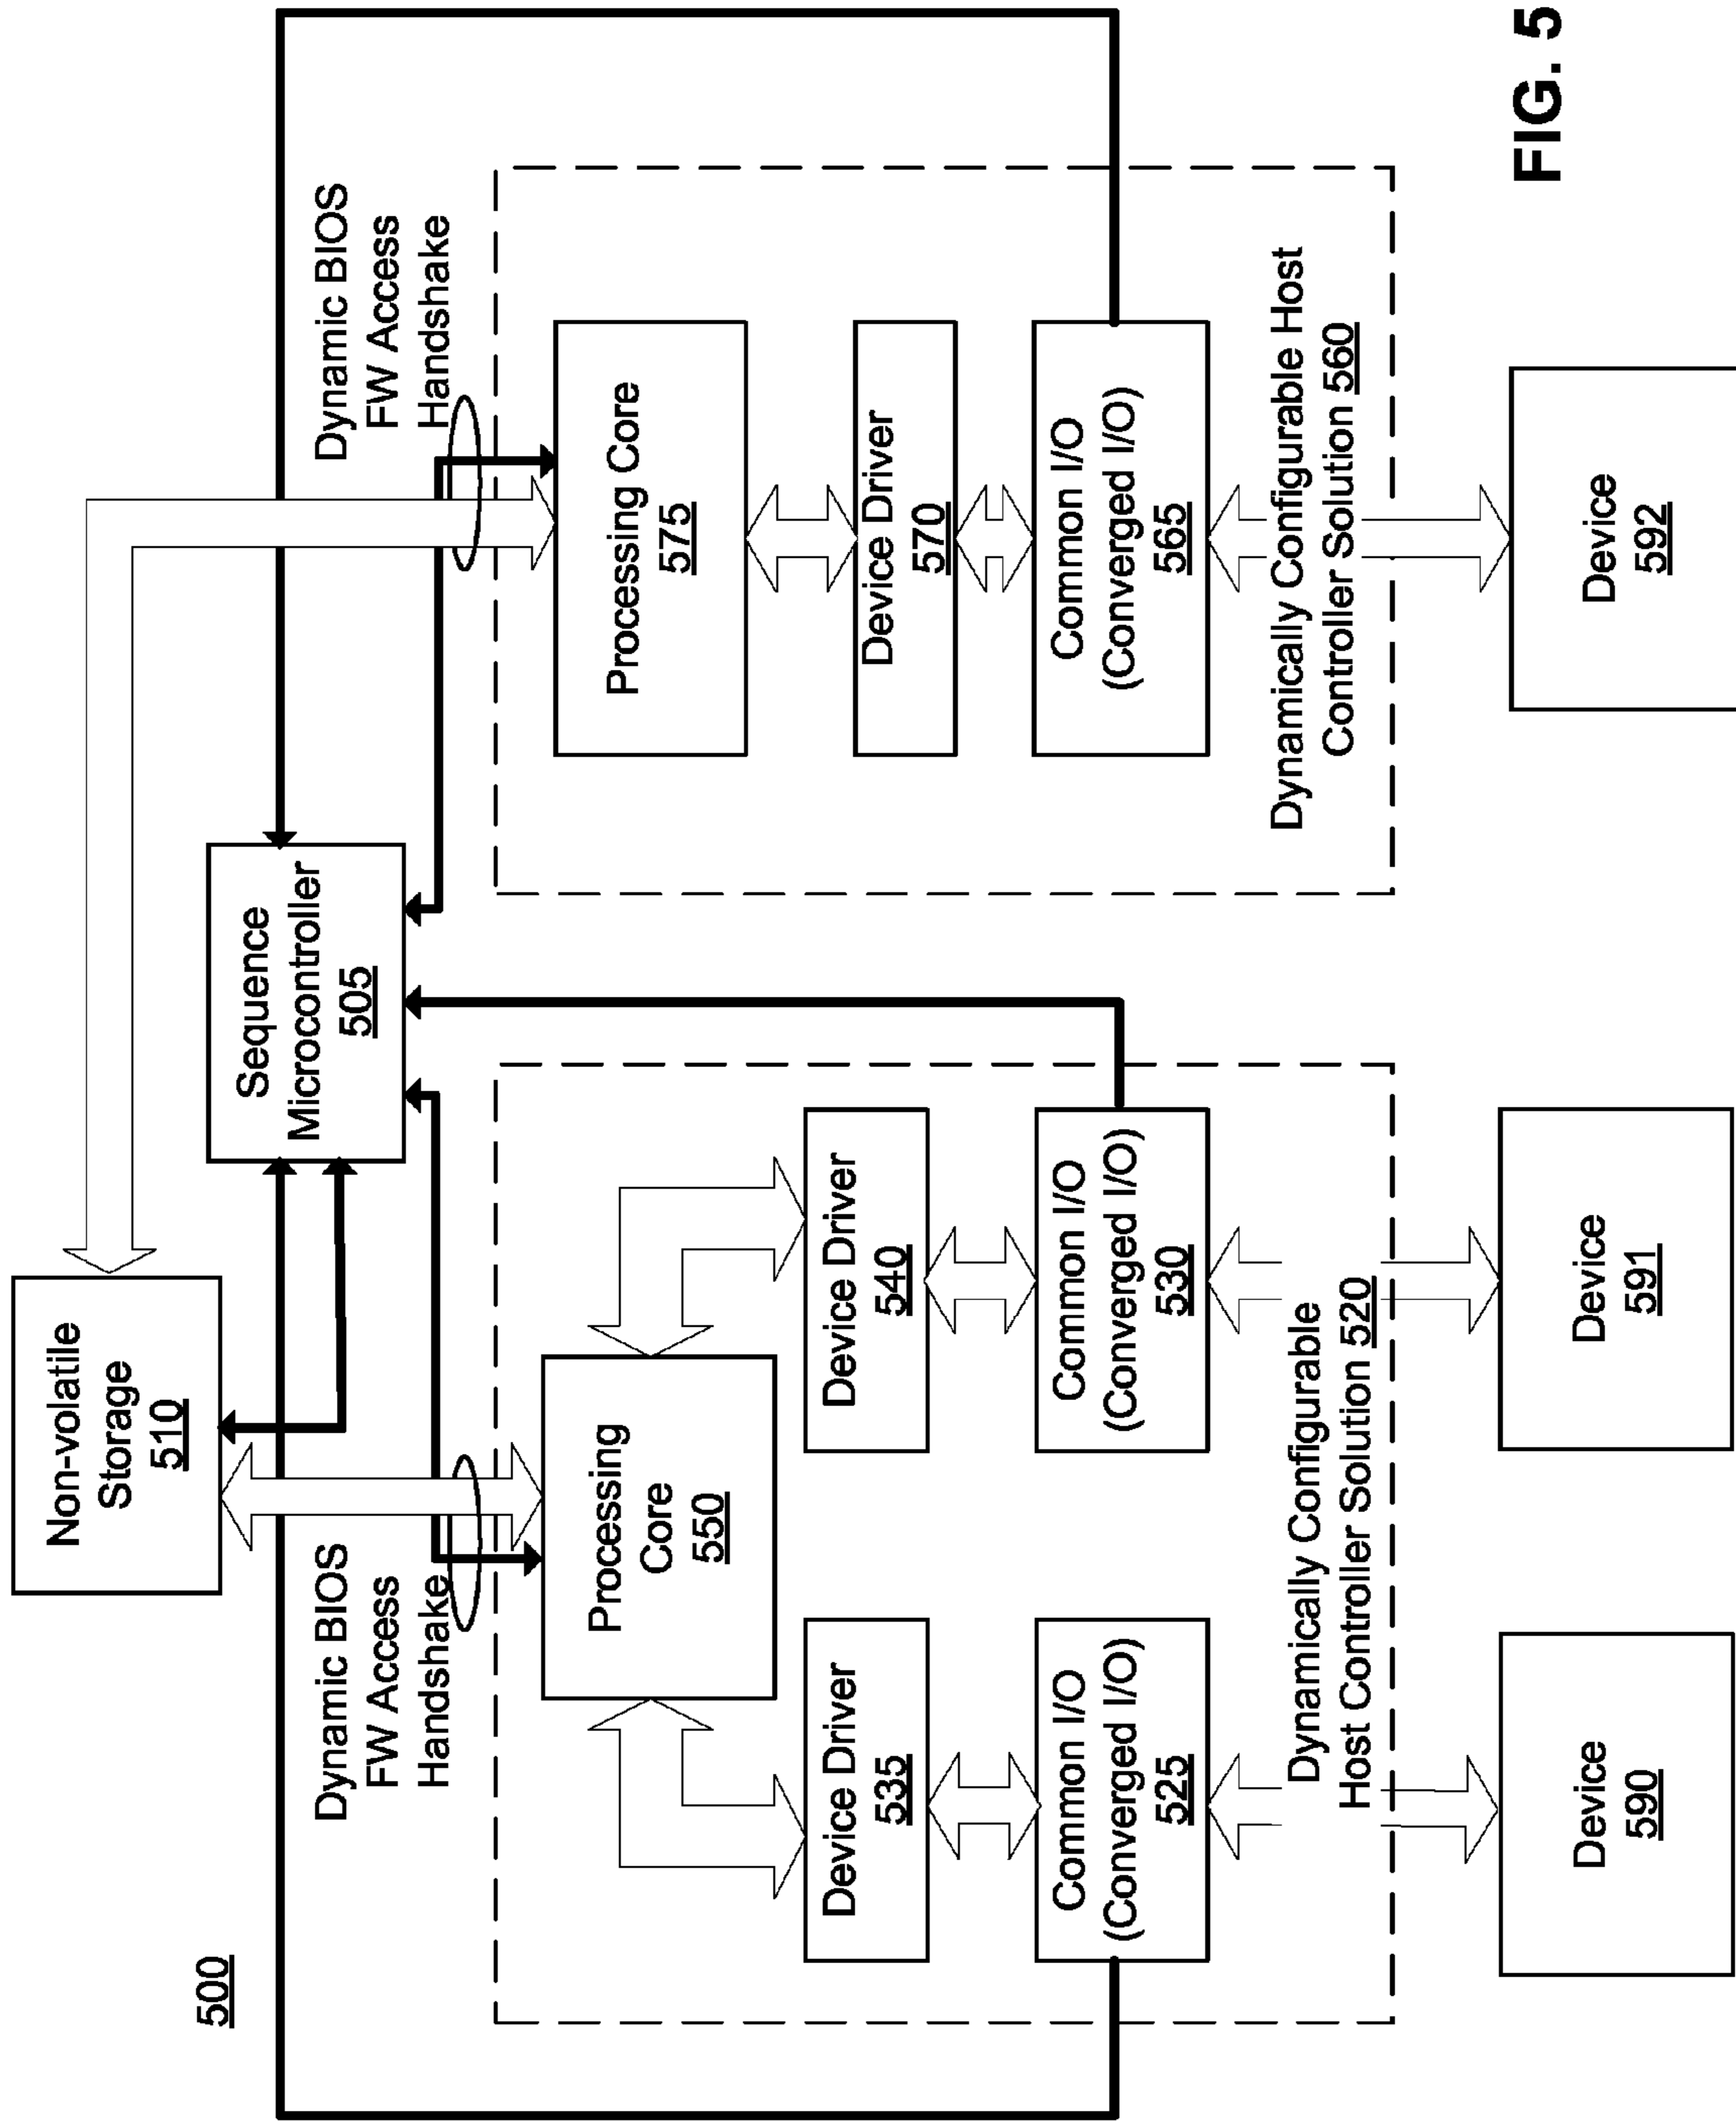 500
Non-volatile
Storage
510
Sequence
Microcontroller
505
Dynamic BIOS
FW Access
Handshake
Dynamic BIOS
FW Access
Handshake
Processing
Core
550
Processing Core
575
Device Driver
535
Device Driver
540
Device Driver
570
Common I/O
(Converged I/O)
525
Common I/O
(Converged I/O)
530
Common I/O
(Converged I/O)
565
Dynamically Configurable
Host Controller Solution 520
Dynamically Configurable Host
Controller Solution 560
Device
590
Device
591
Device
592
FIG. 5